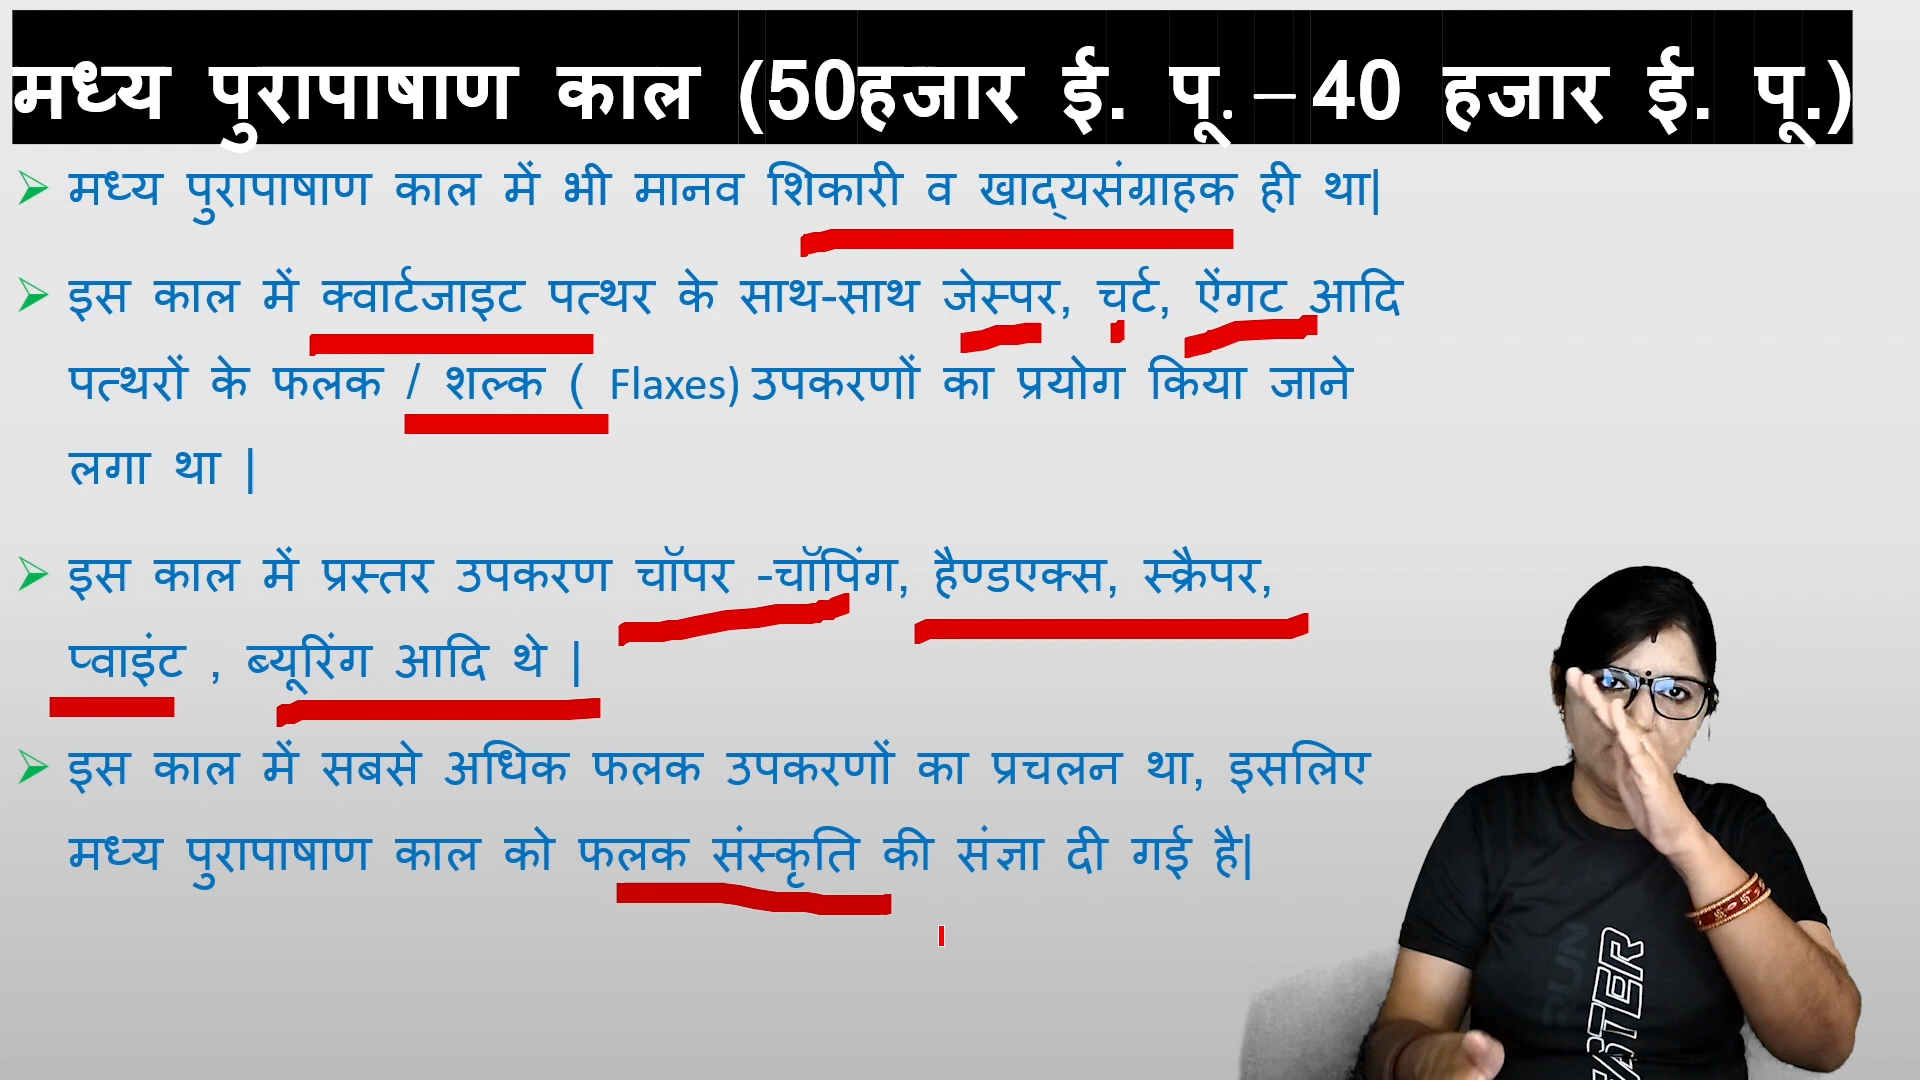 मध्य पुरापाषाण काल (50हजार ई. पू. – 40 हजार ई. पू.)
मध्य पुरापाषाण काल में भी मानव शिकारी व खाद्यसंग्राहक ही था|
इस काल में क्वार्टजाइट पत्थर के साथ-साथ जेस्पर, चर्ट, ऐंगट आदि
पत्थरों के फलक / शल्क ( Flaxes) उपकरणों का प्रयोग किया जाने
लगा था |
इस काल में प्रस्तर उपकरण चॉपर -चॉपिंग, हैण्डएक्स, स्क्रैपर,
प्वाइंट , ब्यूरिंग आदि थे |
इस काल में सबसे अधिक फलक उपकरणों का प्रचलन था, इसलिए
मध्य पुरापाषाण काल को फलक संस्कृति की संज्ञा दी गई है|
RUN